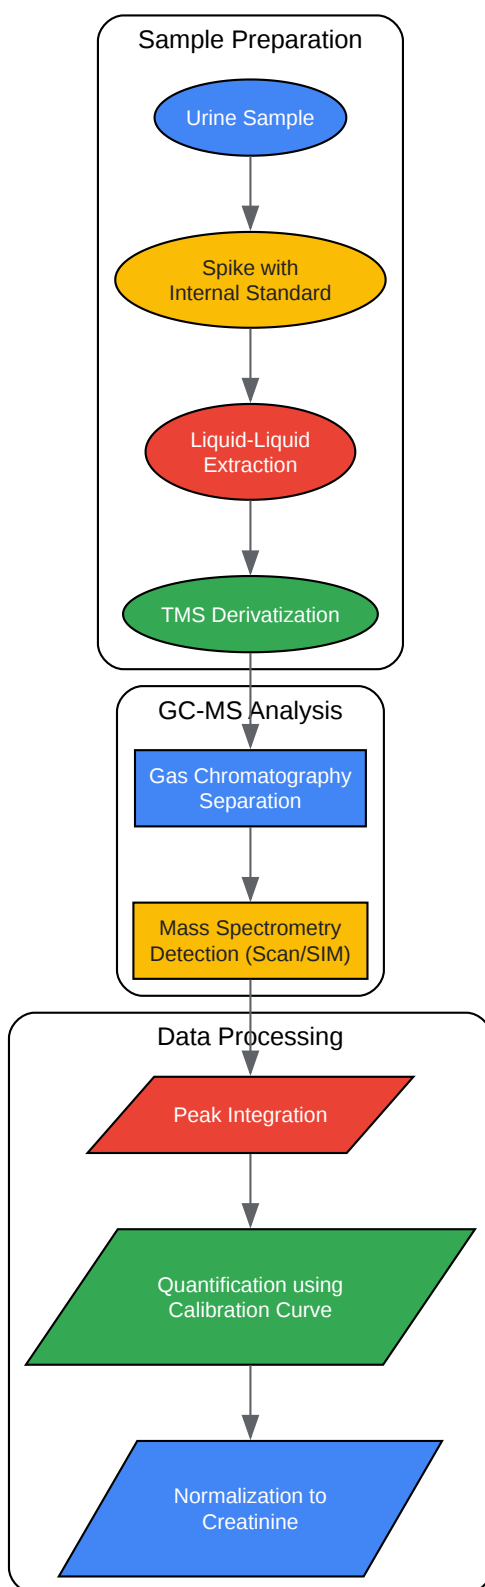 Sample Preparation
Urine Sample
Spike with
Internal Standard
Liquid-Liquid
Extraction
TMS Derivatization
GC-MS Analysis
Gas Chromatography
Separation
Mass Spectrometry
Detection (Scan/SIM)
Data Processing
Peak Integration
Quantification using
Calibration Curve
Normalization to
Creatinine